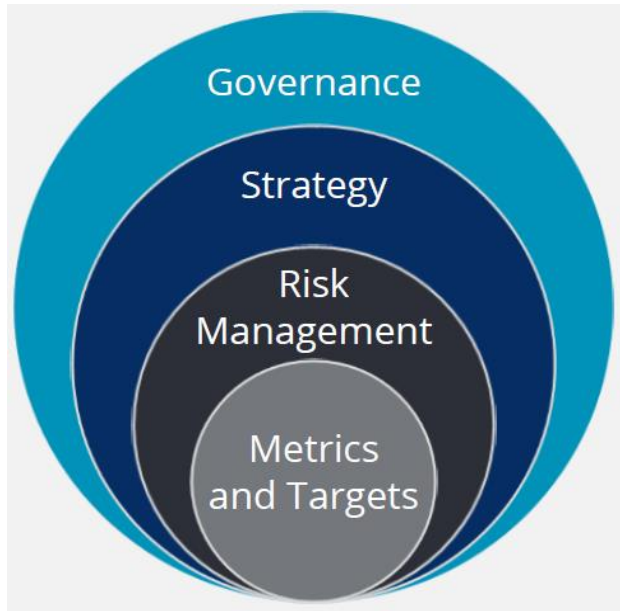 Governance
Strategy
Risk
Management
Metrics
and Targets